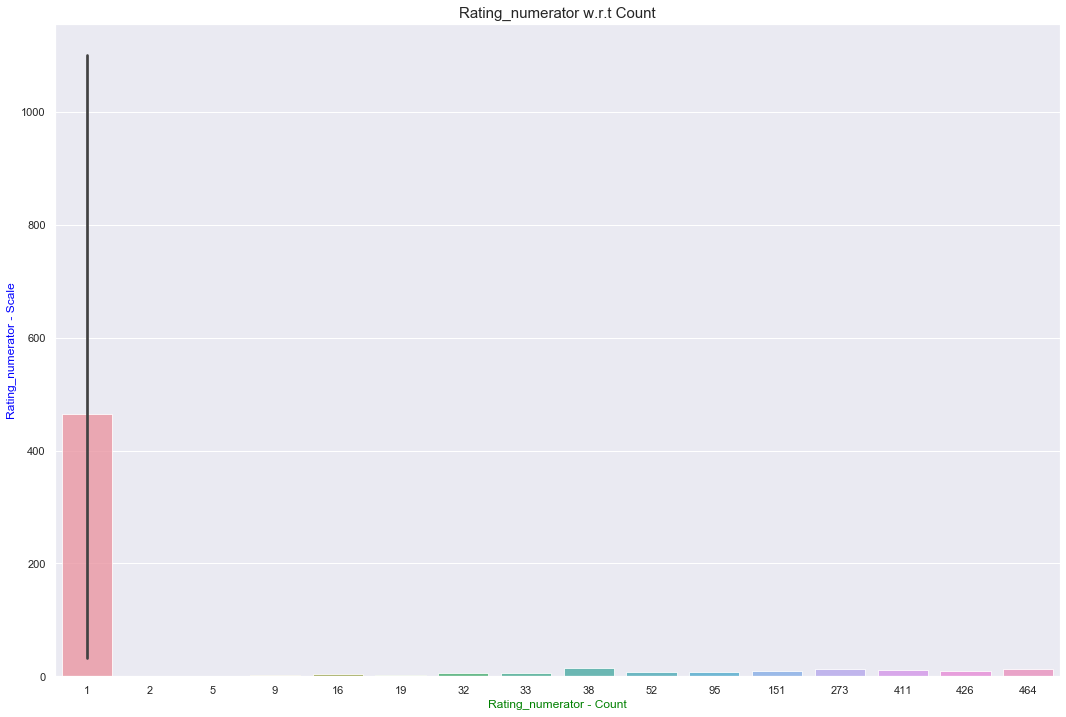 Rating_numerator w.r.t Count
Rating_numerator - Scale
1000
800
600
400
200
0
1 2 5 9 16 19 32 33 38 52 95 151 273 411 426 464
Rating_numerator - Count